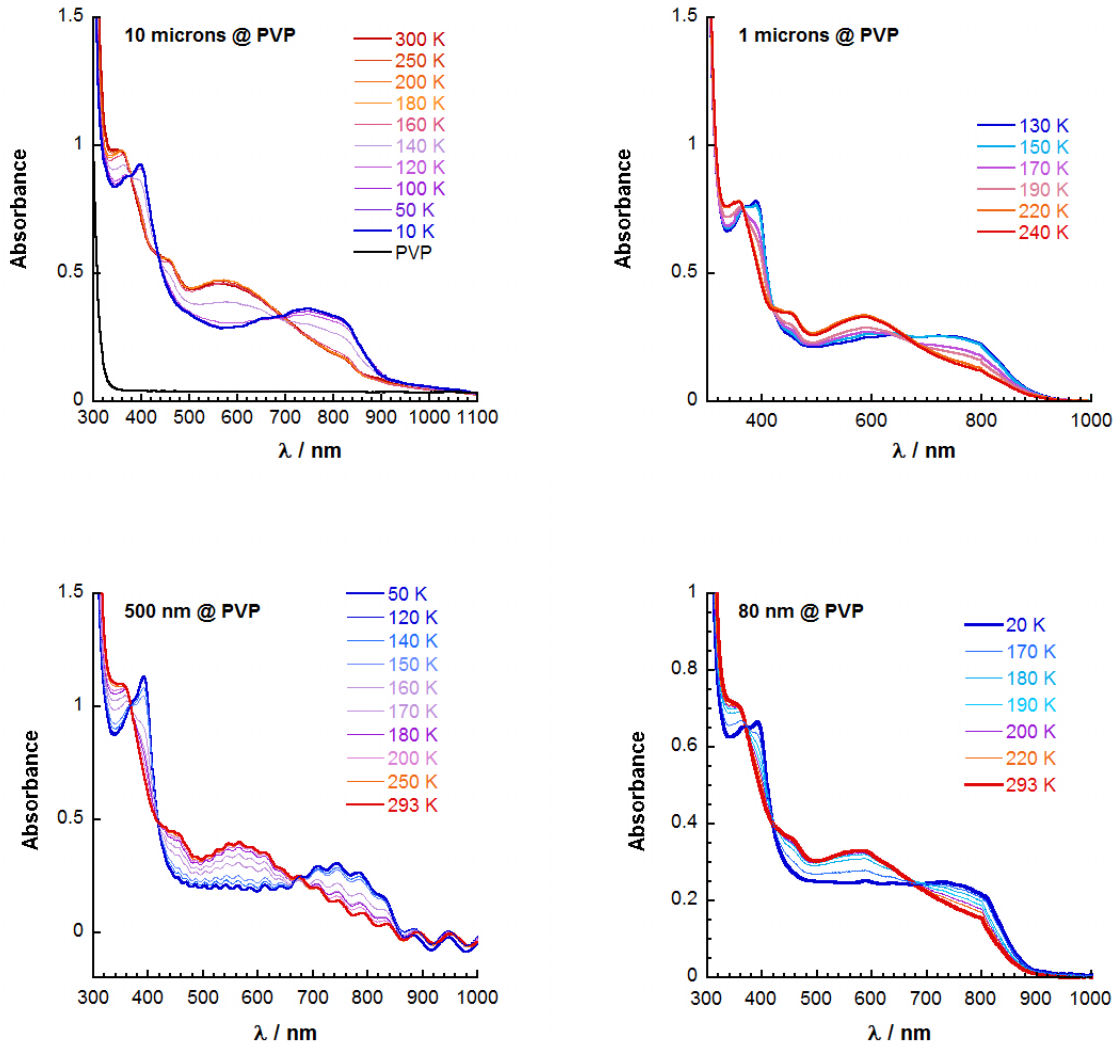 10 microns @ PVP
300 K
250 K
200 K
180 K
160 K
140 K
120 K
100 K
50 K
10 K
PVP
Absorbance
1.5
1
0.5
0
300 400 500 600 700 800 900 1000 1100
λ / nm
1 microns @ PVP
130 K
150 K
170 K
190 K
220 K
240 K
Absorbance
1.5
1
0.5
0
400 600 800 1000
λ / nm
500 nm @ PVP
50 K
120 K
140 K
150 K
160 K
170 K
180 K
200 K
250 K
293 K
Absorbance
1.5
1
0.5
0
300 400 500 600 700 800 900 1000
λ / nm
80 nm @ PVP
20 K
170 K
180 K
190 K
200 K
220 K
293 K
Absorbance
1
0.8
0.6
0.4
0.2
0
300 400 500 600 700 800 900 1000
λ / nm